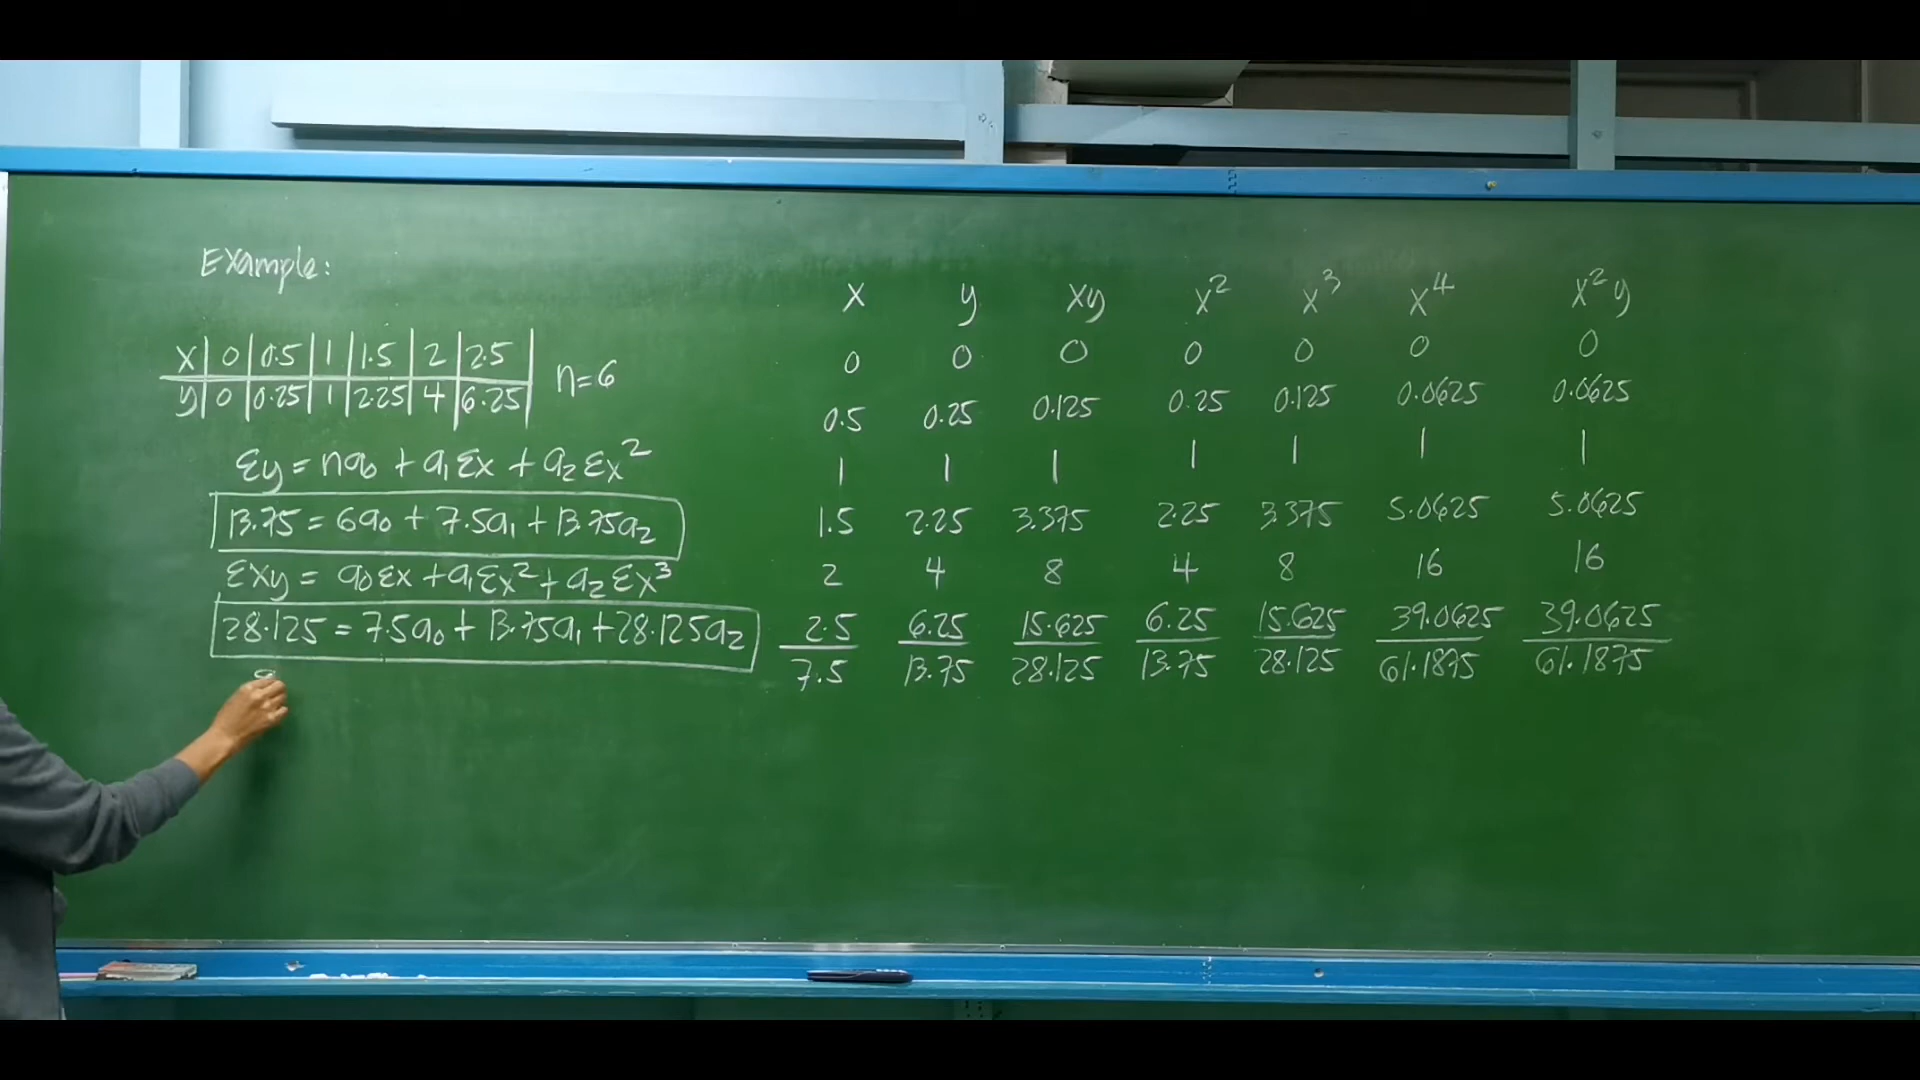 Example:
x 0 0.5 1 1.5 2 2.5
y 0 0.25 1 2.25 4 6.25
n=6
Σy = na₀ + a₁Σx + a₂Σx²
13.75 = 6a₀ + 7.5a₁ + 13.75a₂
Σxy = a₀Σx + a₁Σx² + a₂Σx³
28.125 = 7.5a₀ + 13.75a₁ + 28.125a₂
x y xy x² x³ x⁴ x²y
0 0 0 0 0 0 0
0.5 0.25 0.125 0.25 0.125 0.0625 0.0625
1 1 1 1 1 1 1
1.5 2.25 3.375 2.25 3.375 5.0625 5.0625
2 4 8 4 8 16 16
2.5 6.25 15.625 6.25 15.625 39.0625 39.0625
7.5 13.75 28.125 13.75 28.125 61.1875 61.1875